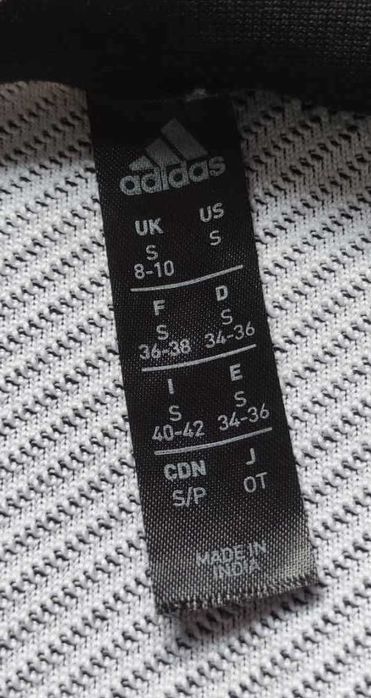 adidas
UK US
S S
8-10
F D
S S
36-38 34-36
I E
S S
40-42 34-36
CDN J
S/P OT
MADE IN
INDIA